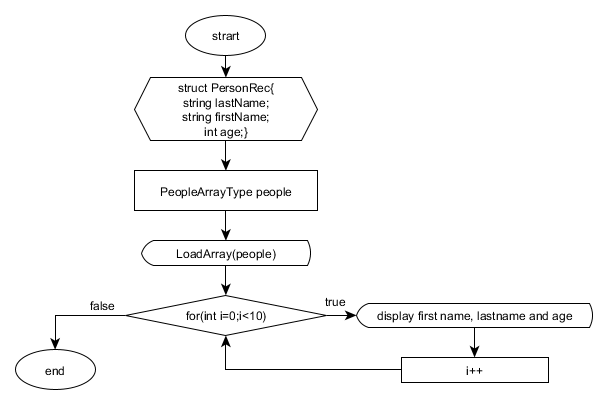 strart
struct PersonRec{
string lastName;
string firstName;
int age;}
PeopleArrayType people
LoadArray(people)
false
true
for(int i=0;i<10)
display first name, lastname and age
end
i++